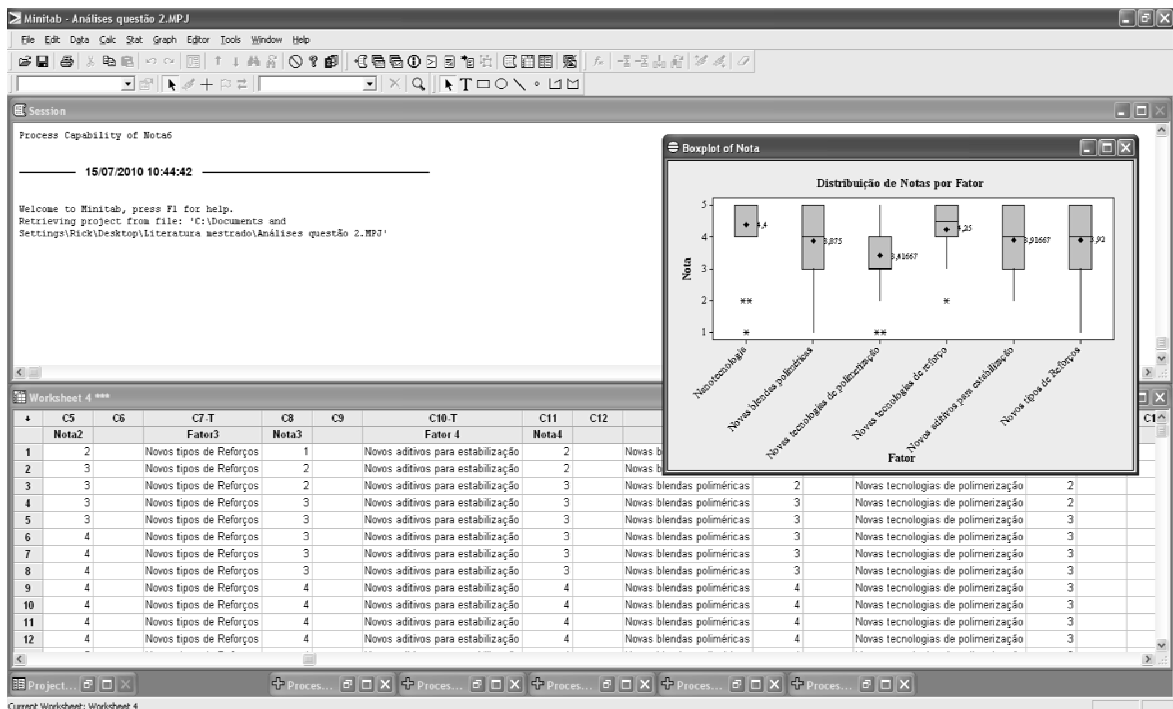 Minitab - Análises questão 2.MPJ
File Edit Data Calc Stat Graph Editor Tools Window Help
Session
Process Capability of Nota6
15/07/2010 10:44:42
Welcome to Minitab, press F1 for help.
Retrieving project from file: 'C:\Documents and
Settings\Rick\Desktop\Literatura mestrado\Análises questão 2.MPJ'
Boxplot of Nota
Distribuição de Notas por Fator
Nota
5
4
3
2
1
4,4
3,875
3,41667
4,25
3,91667
3,92
Nanotecnologia
Novas blendas poliméricas
Novas tecnologias de polimerização
Novas tecnologias de reforço
Novos aditivos para estabilização
Novos tipos de Reforços
Fator
Worksheet 4 ***
C5 C6 C7-T C8 C9 C10-T C11 C12
Nota2 Fator3 Nota3 Fator 4 Nota4
1 2 Novos tipos de Reforços 1 Novos aditivos para estabilização 2 Novas b
2 3 Novos tipos de Reforços 2 Novos aditivos para estabilização 2 Novas b
3 3 Novos tipos de Reforços 2 Novos aditivos para estabilização 3 Novas blendas poliméricas 2 Novas tecnologias de polimerização 2
4 3 Novos tipos de Reforços 3 Novos aditivos para estabilização 3 Novas blendas poliméricas 3 Novas tecnologias de polimerização 2
5 3 Novos tipos de Reforços 3 Novos aditivos para estabilização 3 Novas blendas poliméricas 3 Novas tecnologias de polimerização 3
6 4 Novos tipos de Reforços 3 Novos aditivos para estabilização 3 Novas blendas poliméricas 3 Novas tecnologias de polimerização 3
7 4 Novos tipos de Reforços 3 Novos aditivos para estabilização 3 Novas blendas poliméricas 3 Novas tecnologias de polimerização 3
8 4 Novos tipos de Reforços 3 Novos aditivos para estabilização 3 Novas blendas poliméricas 3 Novas tecnologias de polimerização 3
9 4 Novos tipos de Reforços 4 Novos aditivos para estabilização 4 Novas blendas poliméricas 4 Novas tecnologias de polimerização 3
10 4 Novos tipos de Reforços 4 Novos aditivos para estabilização 4 Novas blendas poliméricas 4 Novas tecnologias de polimerização 3
11 4 Novos tipos de Reforços 4 Novos aditivos para estabilização 4 Novas blendas poliméricas 4 Novas tecnologias de polimerização 3
12 4 Novos tipos de Reforços 4 Novos aditivos para estabilização 4 Novas blendas poliméricas 4 Novas tecnologias de polimerização 3
Project... Proces... Proces... Proces... Proces... Proces...
Current Worksheet: Worksheet 4